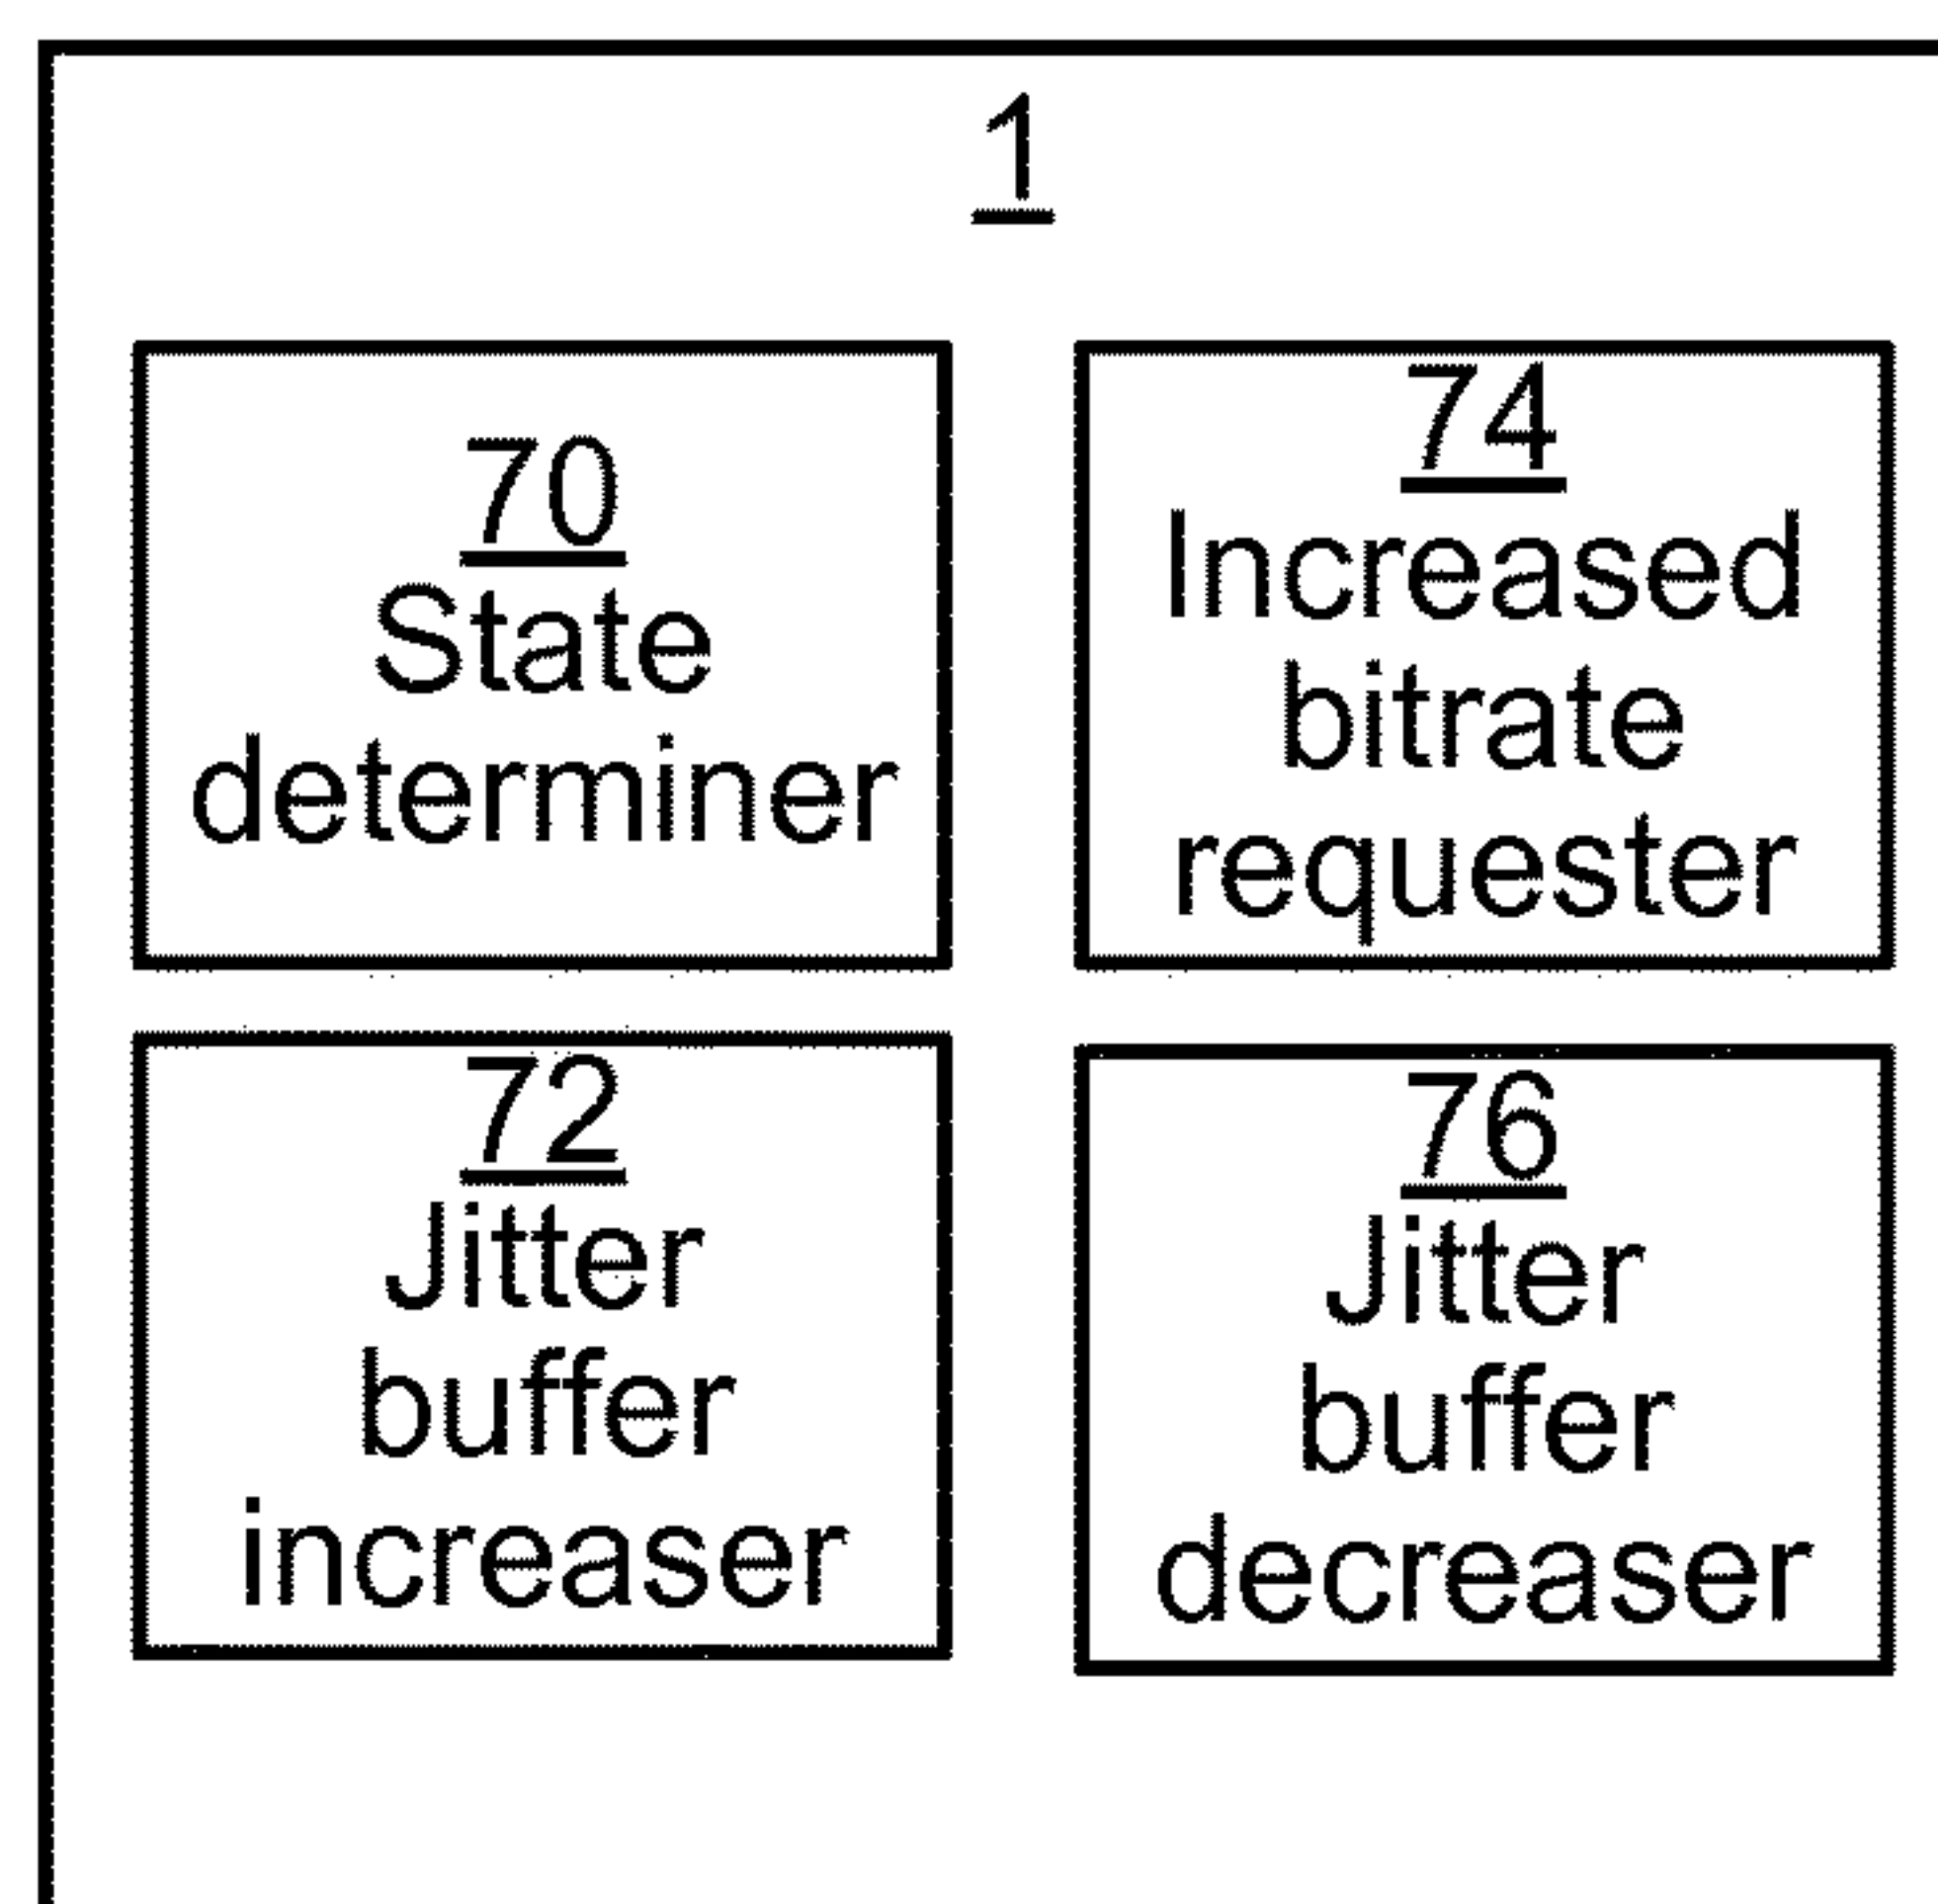 1
70
State
determiner
74
Increased
bitrate
requester
72
Jitter
buffer
increaser
76
Jitter
buffer
decreaser